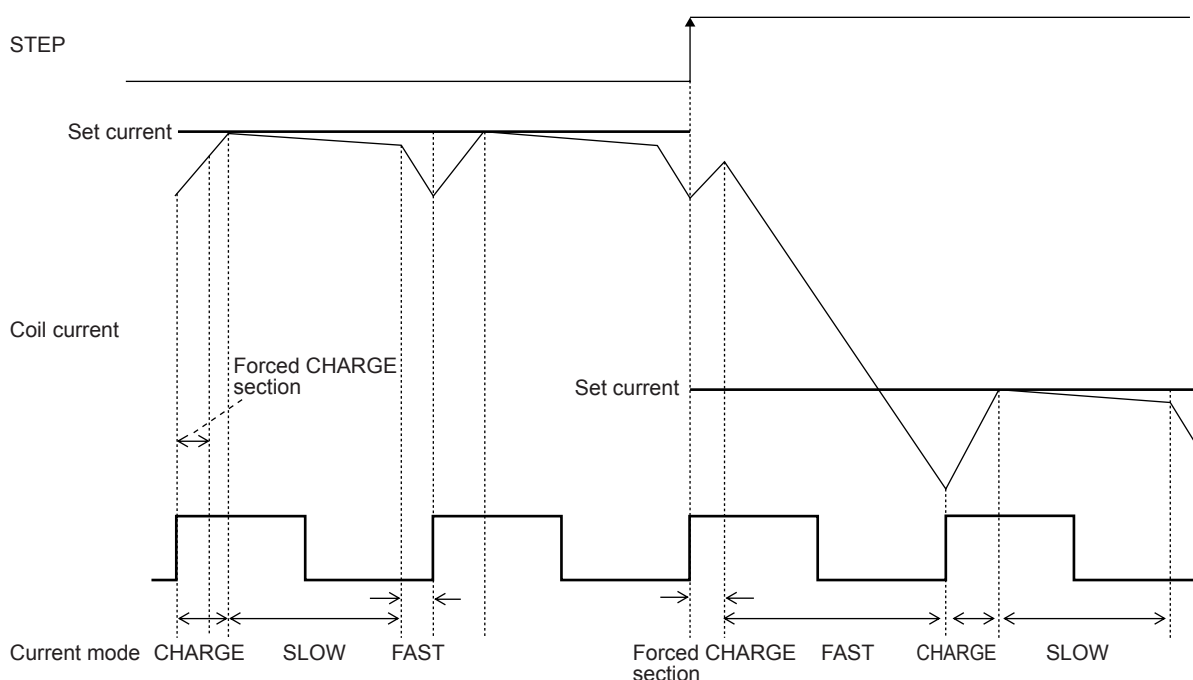 STEP
Set current
Coil current
Forced CHARGE
section
Set current
Current mode CHARGE SLOW FAST Forced CHARGE FAST CHARGE SLOW
section